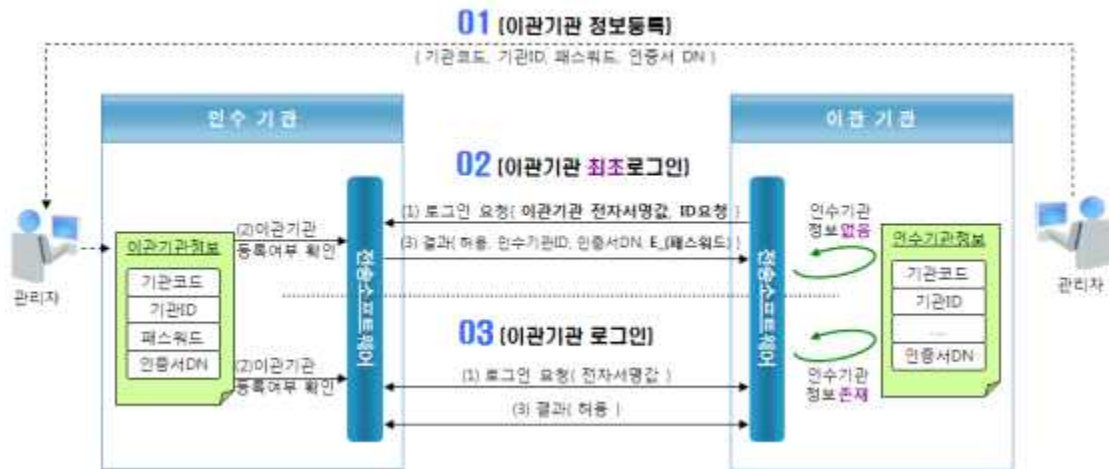 01 (이관기관 정보등록)
( 기관코드, 기관ID, 패스워드, 인증서 DN )
인수 기관
이관 기관
02 (이관기관 최초로그인)
(1) 로그인 요청( 이관기관 전자서명값, ID요청 )
(2)이관기관
등록여부 확인
(3) 결과( 허용, 인수기관ID, 인증서DN, E_(패스워드) )
인수기관
정보없음
관리자
이관기관정보
기관코드
기관ID
패스워드
인증서DN
전송소프트웨어
전송소프트웨어
인수기관정보
기관코드
기관ID
....
인증서DN
관리자
03 (이관기관 로그인)
(2)이관기관
등록여부 확인
(1) 로그인 요청( 전자서명값 )
(3) 결과( 허용 )
인수기관
정보존재